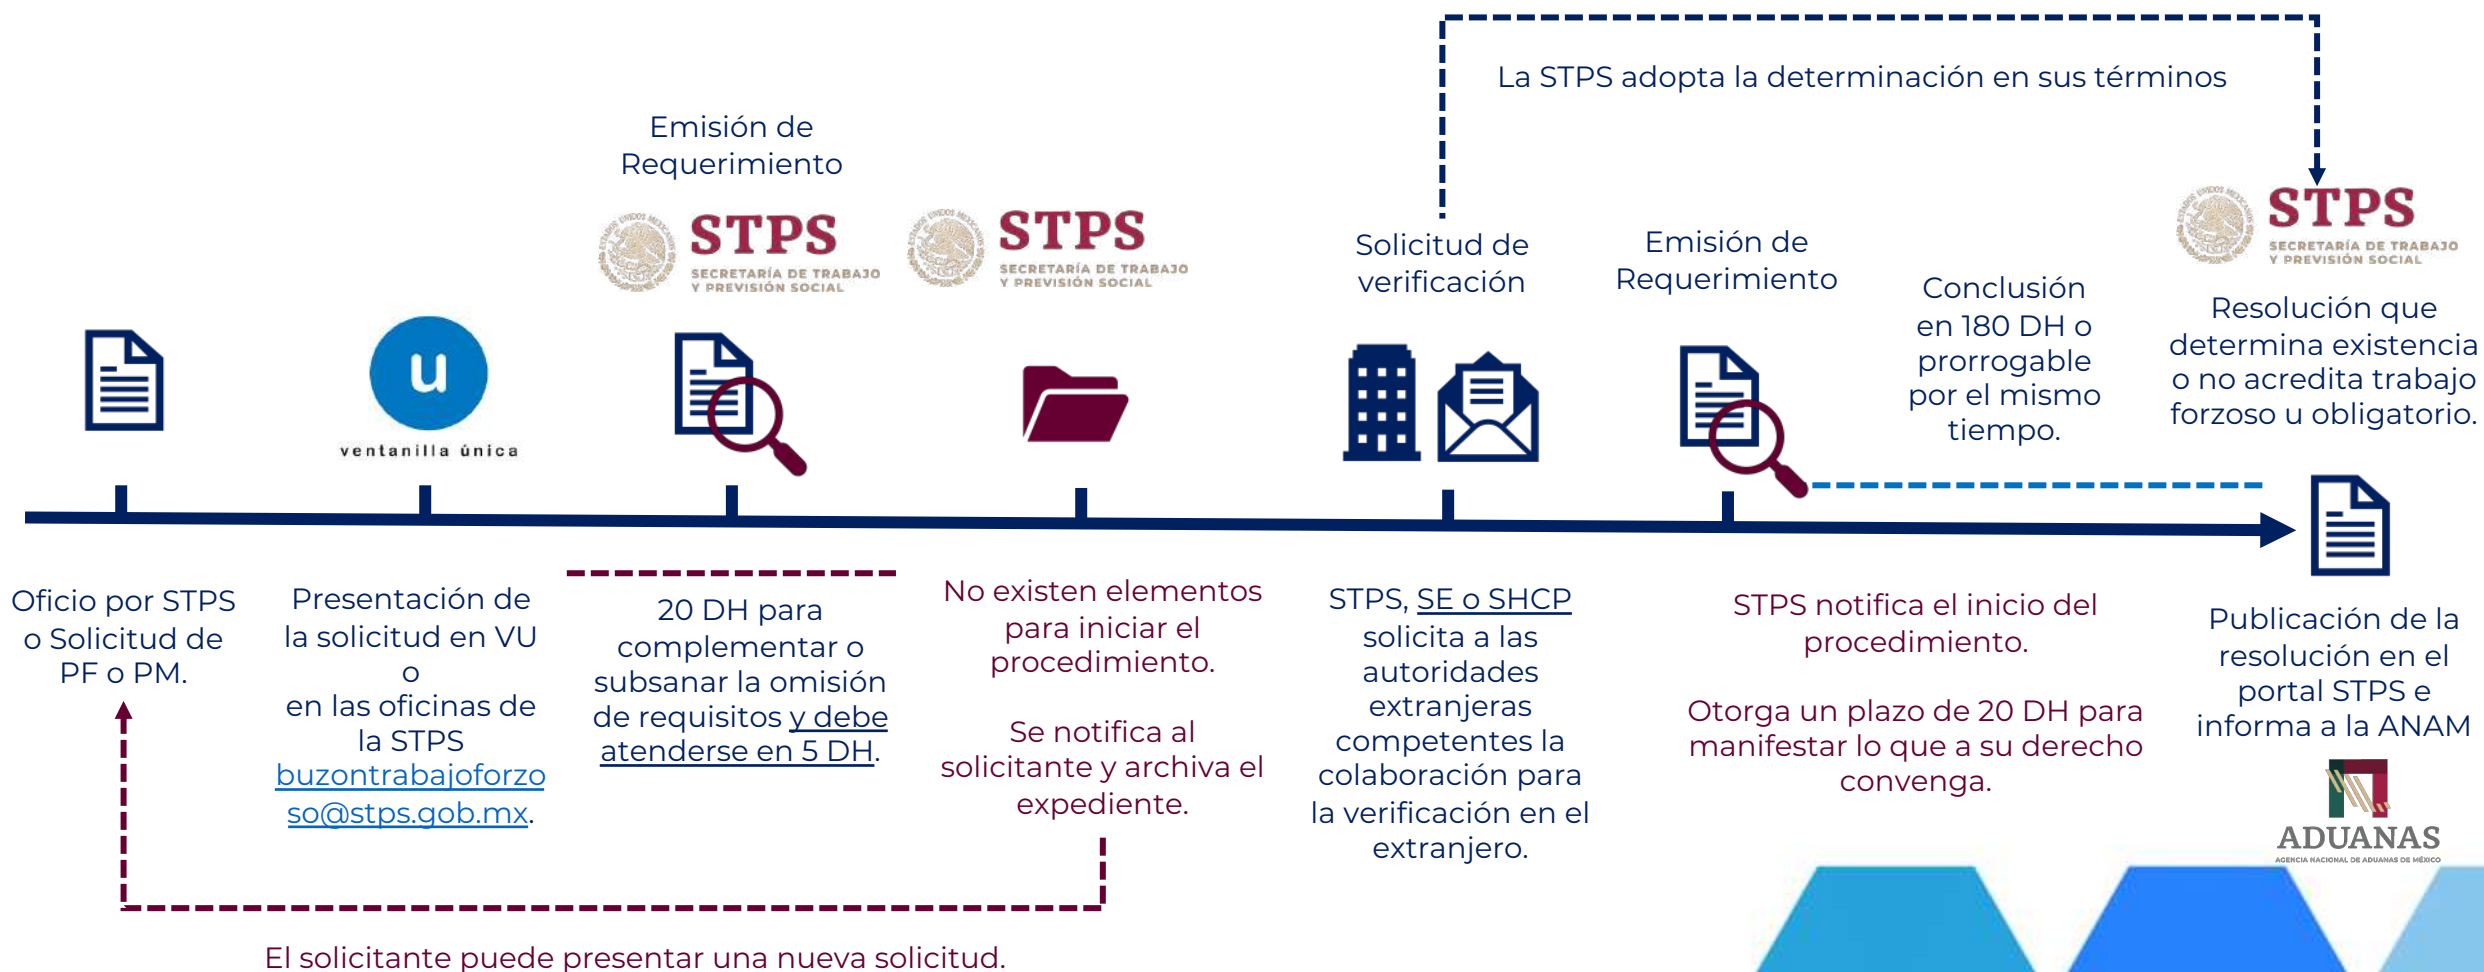 La STPS adopta la determinación en sus términos
Emisión de
Requerimiento
STPS
SECRETARÍA DE TRABAJO
Y PREVISIÓN SOCIAL
STPS
SECRETARÍA DE TRABAJO
Y PREVISIÓN SOCIAL
Solicitud de
verificación
Emisión de
Requerimiento
Conclusión
en 180 DH o
prorrogable
por el mismo
tiempo.
STPS
SECRETARÍA DE TRABAJO
Y PREVISIÓN SOCIAL
Resolución que
determina existencia
o no acredita trabajo
forzoso u obligatorio.
u
ventanilla única
Oficio por STPS
o Solicitud de
PF o PM.
Presentación de
la solicitud en VU
o
en las oficinas de
la STPS
buzontrabajoforzo
so@stps.gob.mx.
20 DH para
complementar o
subsanar la omisión
de requisitos y debe
atenderse en 5 DH.
No existen elementos
para iniciar el
procedimiento.
Se notifica al
solicitante y archiva el
expediente.
STPS, SE o SHCP
solicita a las
autoridades
extranjeras
competentes la
colaboración para
la verificación en el
extranjero.
STPS notifica el inicio del
procedimiento.
Otorga un plazo de 20 DH para
manifestar lo que a su derecho
convenga.
Publicación de la
resolución en el
portal STPS e
informa a la ANAM
ADUANAS
AGENCIA NACIONAL DE ADUANAS DE MÉXICO
El solicitante puede presentar una nueva solicitud.